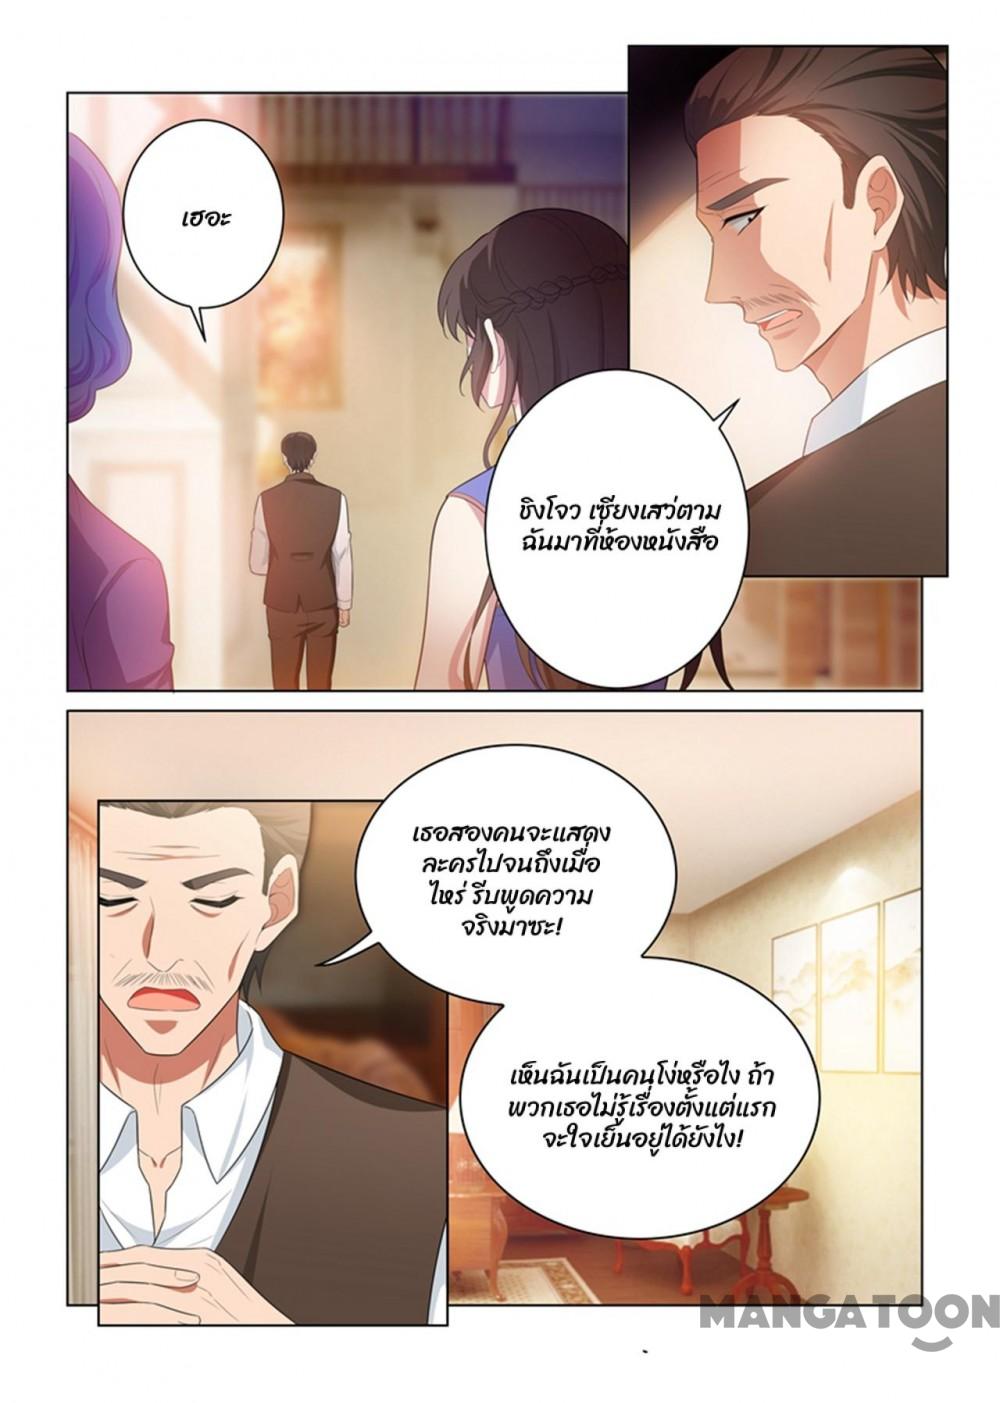 เฮอะ
ชิงโจว เซียงเสว่ตาม
ฉันมาที่ห้องหนังสือ
เธอสองคนจะแสดง
ละครไปจนถึงเมื่อ
ไหร่ รีบพูดความ
จริงมาซะ!
เห็นฉันเป็นคนโง่หรือไง ถ้า
พวกเธอไม่รู้เรื่องตั้งแต่แรก
จะใจเย็นอยู่ได้ยังไง!
MANGATOON